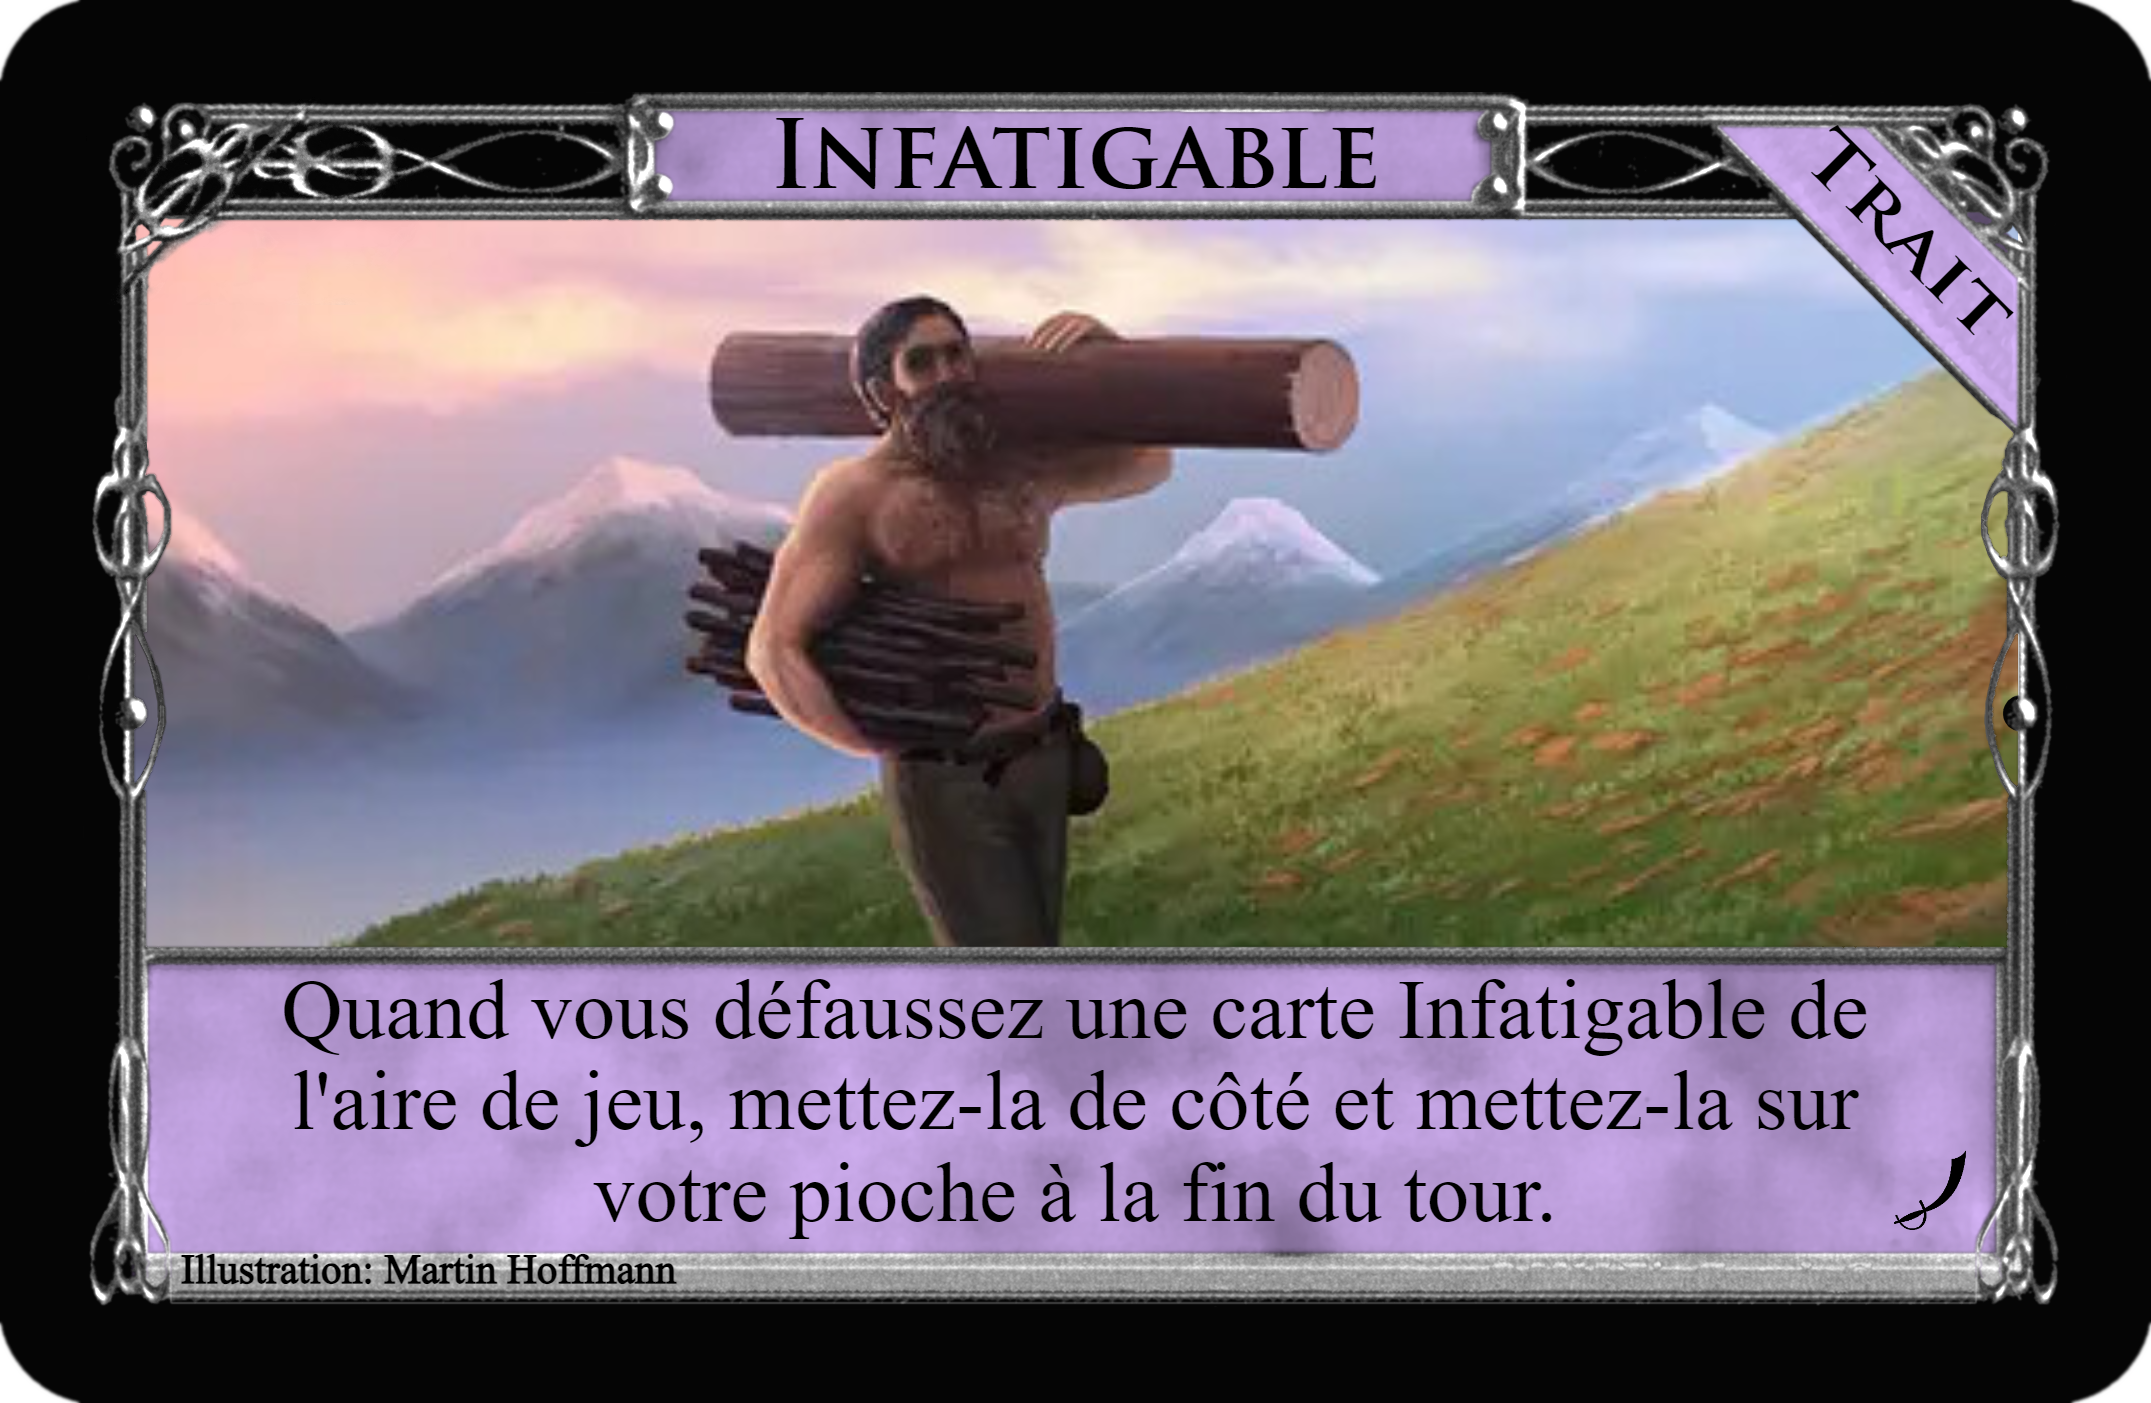 INFATIGABLE
TRAIT
Quand vous défaussez une carte Infatigable de
l'aire de jeu, mettez-la de côté et mettez-la sur
votre pioche à la fin du tour.
Illustration: Martin Hoffmann